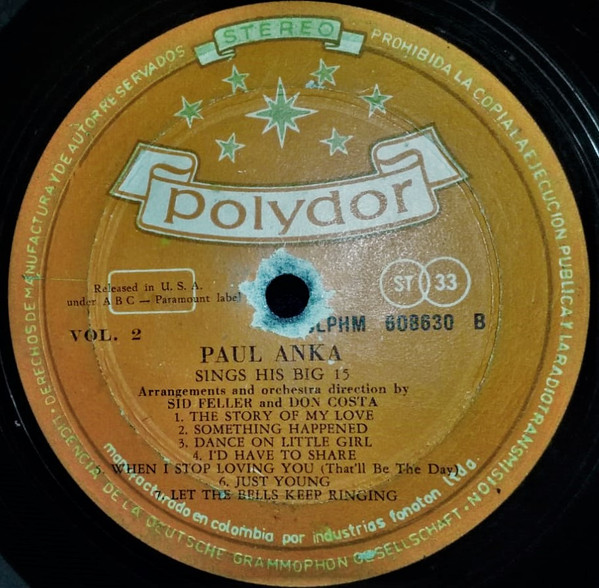 STEREO
DERECHOS DE MANUFACTURA Y DE AUTOR RESERVADOS
PROHIBIDA LA COPIA LA EJECUCION PUBLICA Y LA RADIOTRANSMISION
polydor
Released in U. S. A.
under A B C — Paramount label
ST 33
LPHM 608630 B
VOL. 2
PAUL ANKA
SINGS HIS BIG 15
Arrangements and orchestra direction by
SID FELLER and DON COSTA
1. THE STORY OF MY LOVE
2. SOMETHING HAPPENED
3. DANCE ON LITTLE GIRL
4. I'D HAVE TO SHARE
5. WHEN I STOP LOVING YOU (That'll Be The Day)
6. JUST YOUNG
LET THE BELLS KEEP RINGING
manufacturado en colombia por industrias fonoton ltda.
LICENCIA DE LA DEUTSCHE GRAMMOPHON GESELLSCHAFT